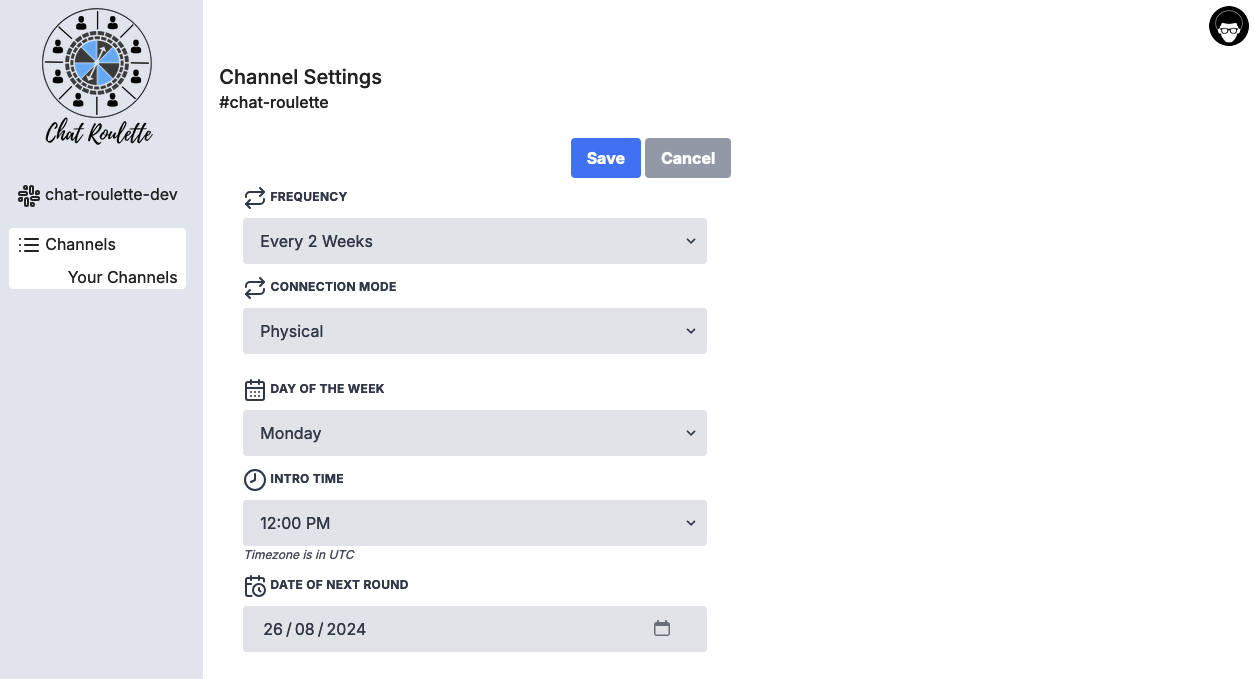 Chat Roulette
chat-roulette-dev
Channels
Your Channels
Channel Settings
#chat-roulette
Save
Cancel
FREQUENCY
Every 2 Weeks
CONNECTION MODE
Physical
DAY OF THE WEEK
Monday
INTRO TIME
12:00 PM
Timezone is in UTC
DATE OF NEXT ROUND
26/08/2024